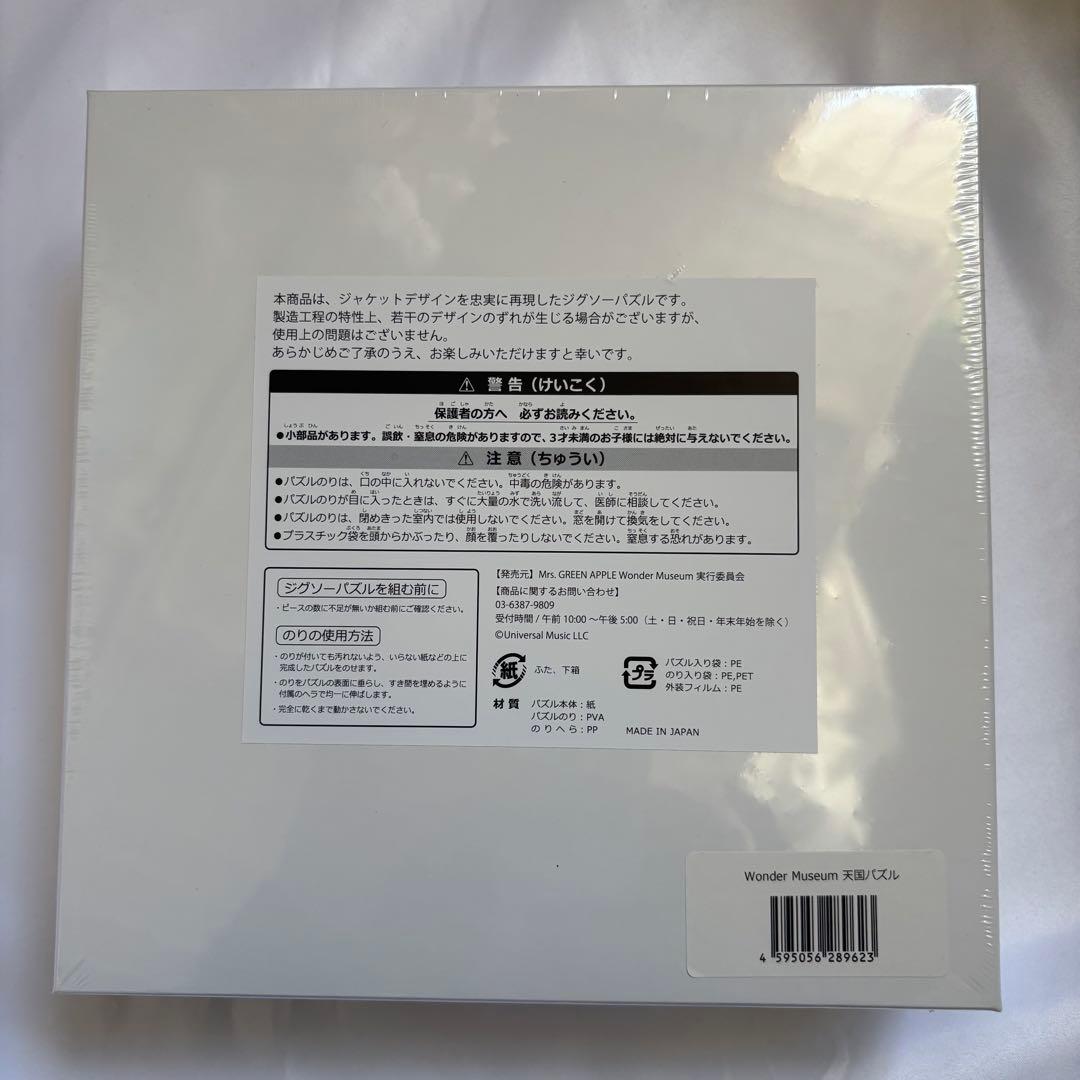 本商品は、ジャケットデザインを忠実に再現したジグソーパズルです。
製造工程の特性上、若干のデザインのずれが生じる場合がございますが、
使用上の問題はございません。
あらかじめご了承のうえ、お楽しみいただけますと幸いです。
⚠ 警告（けいこく）
保護者の方へ 必ずお読みください。
●小部品があります。誤飲・窒息の危険がありますので、3才未満のお子様には絶対に与えないでください。
⚠ 注意（ちゅうい）
●パズルのりは、口の中に入れないでください。中毒の危険があります。
●パズルのりが目に入ったときは、すぐに大量の水で洗い流して、医師に相談してください。
●パズルのりは、閉めきった室内では使用しないでください。窓を開けて換気をしてください。
●プラスチック袋を頭からかぶったり、顔を覆ったりしないでください。窒息する恐れがあります。
ジグソーパズルを組む前に
・ピースの数に不足が無いか組む前にご確認ください。
のりの使用方法
・のりが付いても汚れないよう、いらない紙などの上に
完成したパズルをのせます。
・のりをパズルの表面に垂らし、すき間を埋めるように
付属のヘラで均一に伸ばします。
・完全に乾くまで動かさないでください。
【発売元】Mrs. GREEN APPLE Wonder Museum 実行委員会
【商品に関するお問い合わせ】
03-6387-9809
受付時間 / 午前 10:00 ～午後 5:00（土・日・祝日・年末年始を除く）
©Universal Music LLC
紙 ふた、下箱
プラ パズル入り袋：PE
のり入り袋：PE,PET
外装フィルム：PE
材質 パズル本体：紙
パズルのり：PVA
のりへら：PP
MADE IN JAPAN
Wonder Museum 天国パズル
4 595056 289623